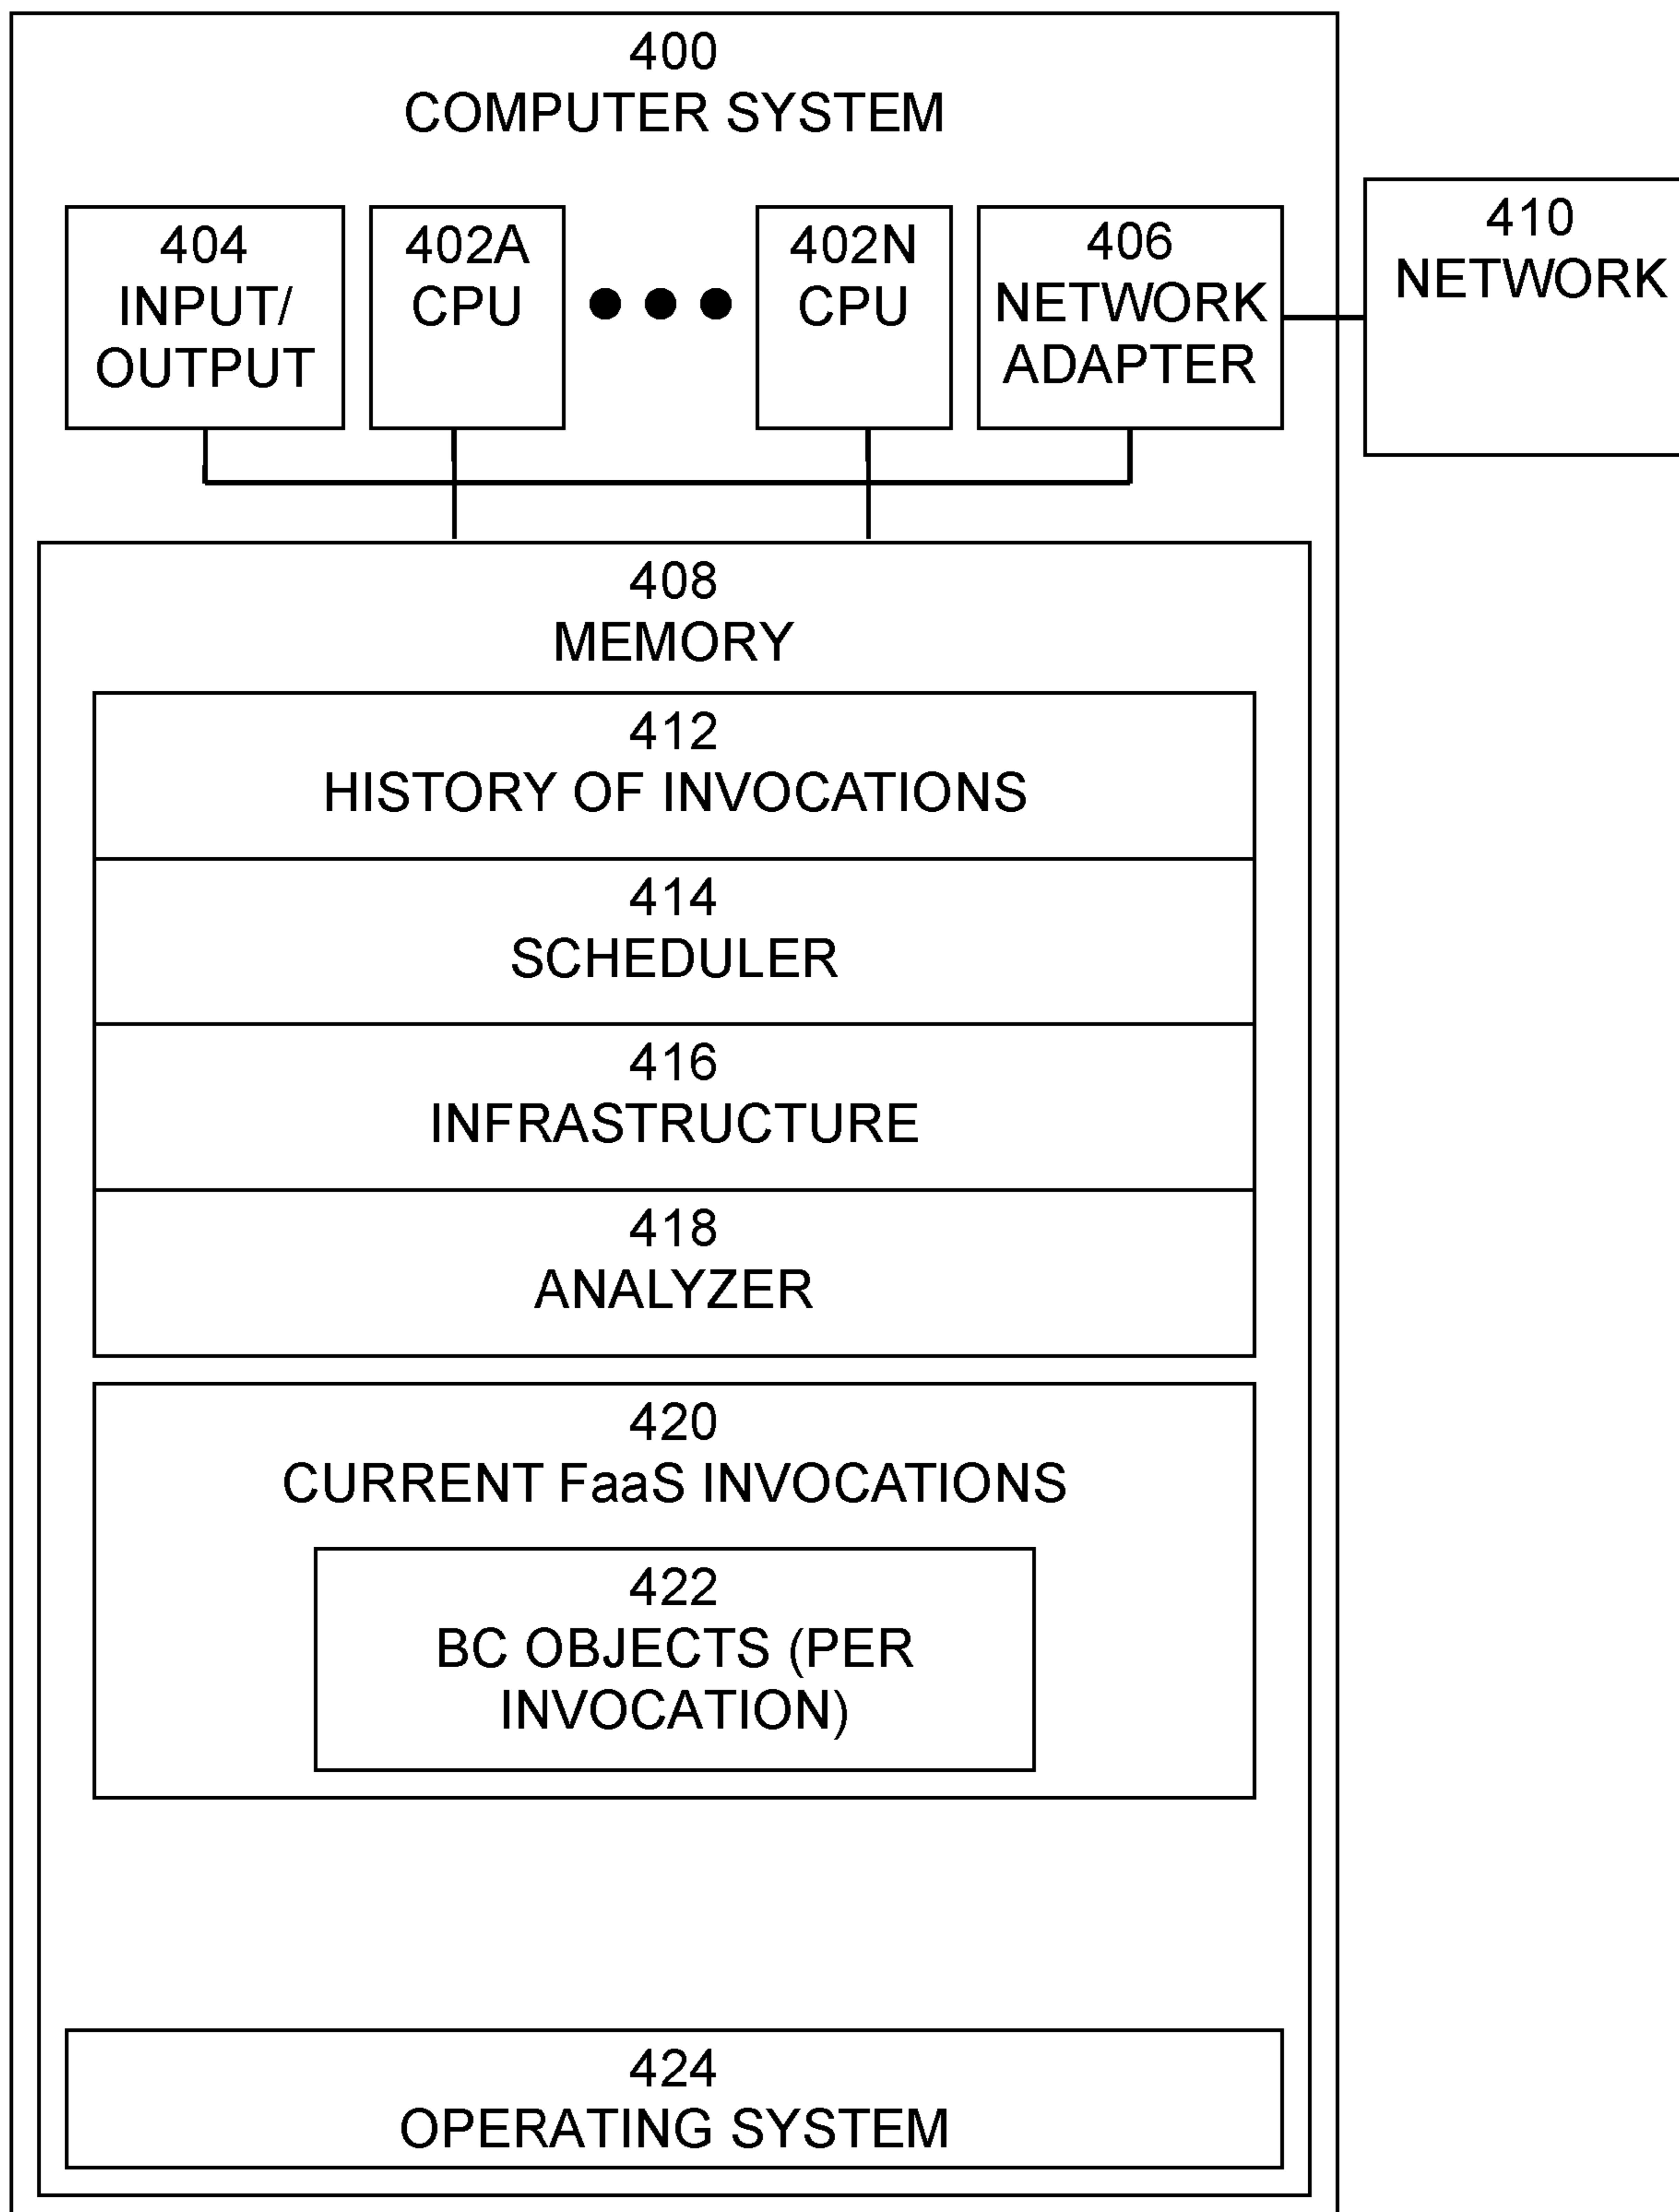 400
COMPUTER SYSTEM
404
INPUT/
OUTPUT
402A
CPU
402N
CPU
406
NETWORK
ADAPTER
410
NETWORK
408
MEMORY
412
HISTORY OF INVOCATIONS
414
SCHEDULER
416
INFRASTRUCTURE
418
ANALYZER
420
CURRENT FaaS INVOCATIONS
422
BC OBJECTS (PER
INVOCATION)
424
OPERATING SYSTEM